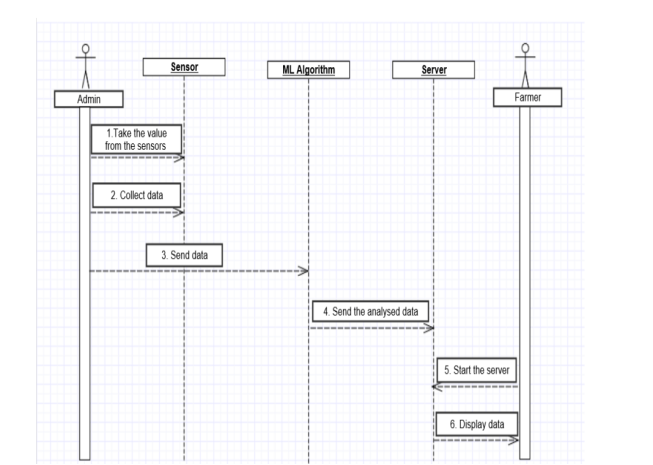 Sensor
ML Algorithm
Server
Admin
Farmer
1.Take the value
from the sensors
2. Collect data
3. Send data
4. Send the analysed data
5. Start the server
6. Display data